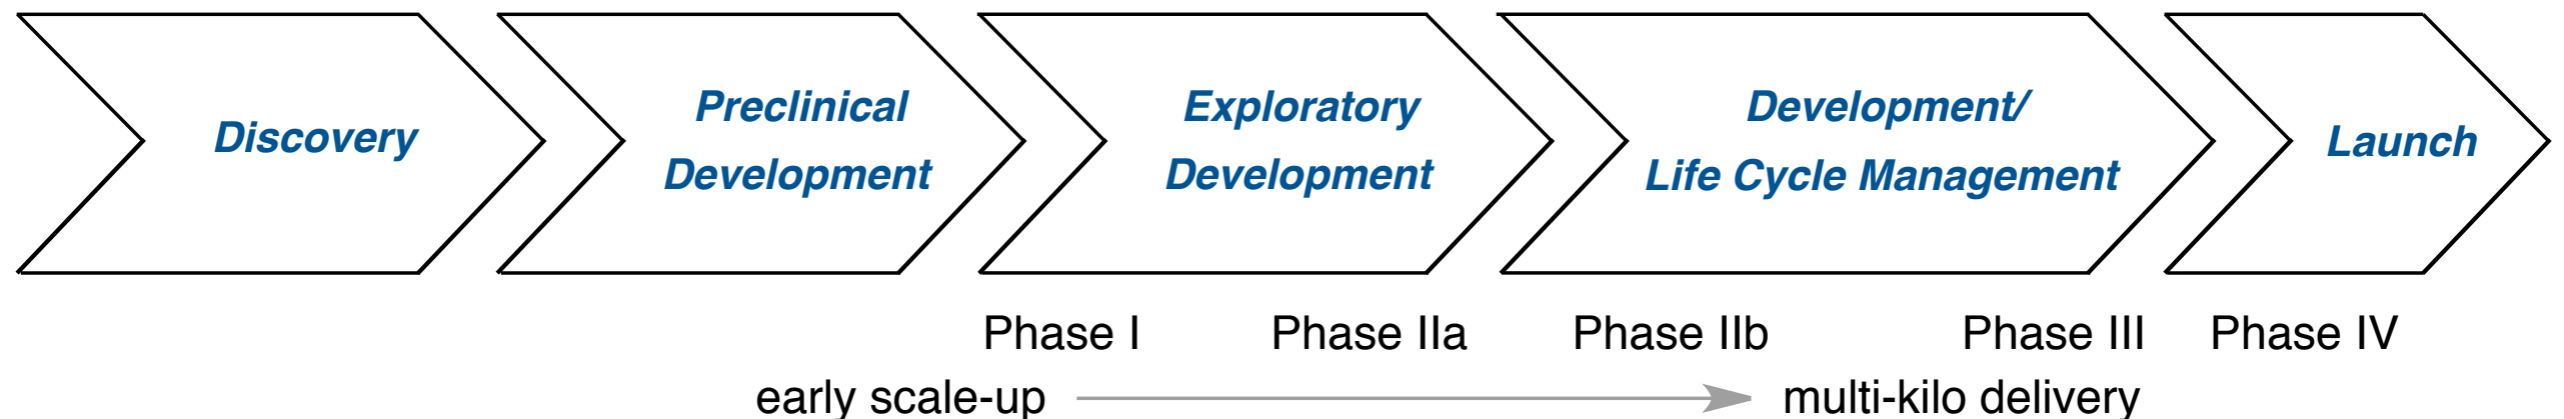 Discovery
Preclinical
Development
Exploratory
Development
Development/
Life Cycle Management
Launch
Phase I
Phase IIa
Phase IIb
Phase III
Phase IV
early scale-up
multi-kilo delivery